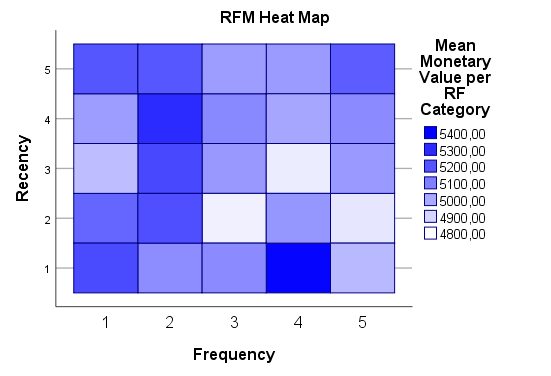 RFM Heat Map
Recency
5
4
3
2
1
1 2 3 4 5
Frequency
Mean
Monetary
Value per
RF
Category
5400,00
5300,00
5200,00
5100,00
5000,00
4900,00
4800,00